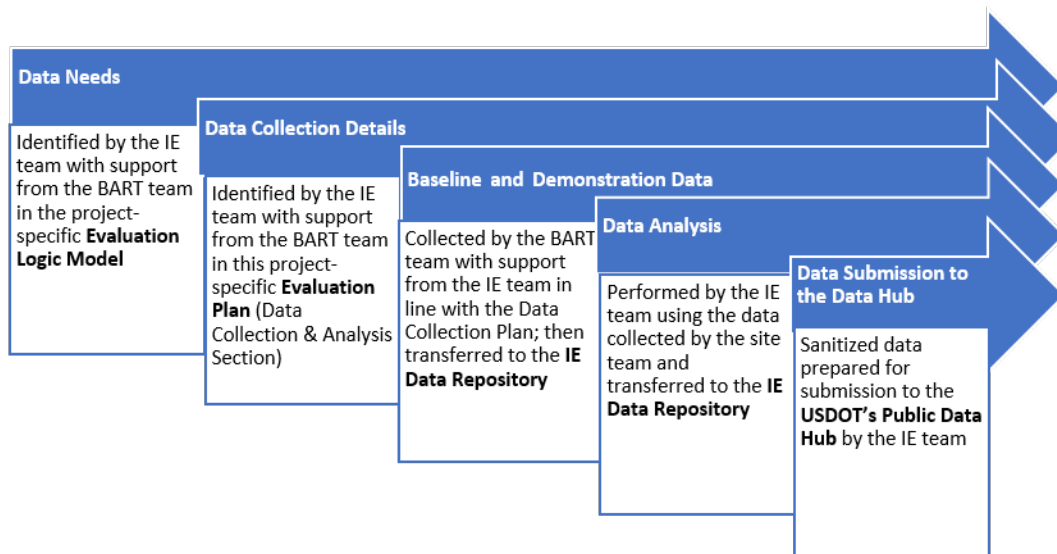 Data Needs
Identified by the IE
team with support
from the BART team
in the project-
specific Evaluation
Logic Model
Data Collection Details
Identified by the IE
team with support
from the BART team
in this project-
specific Evaluation
Plan (Data
Collection & Analysis
Section)
Baseline and Demonstration Data
Collected by the BART
team with support
from the IE team in
line with the Data
Collection Plan; then
transferred to the IE
Data Repository
Data Analysis
Performed by the IE
team using the data
collected by the site
team and
transferred to the IE
Data Repository
Data Submission to
the Data Hub
Sanitized data
prepared for
submission to the
USDOT's Public Data
Hub by the IE team